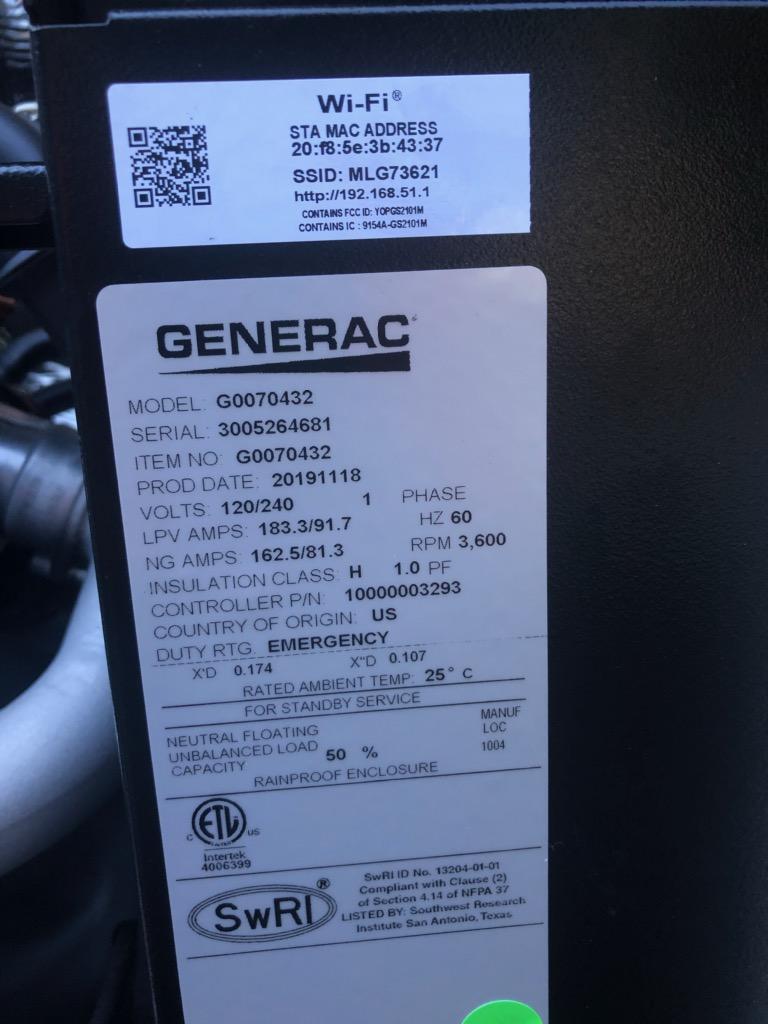 Wi-Fi®
STA MAC ADDRESS
20:f8:5e:3b:43:37
SSID: MLG73621
http://192.168.51.1
CONTAINS FCC ID: YOPGS2101M
CONTAINS IC : 9154A-GS2101M
GENERAC
MODEL: G0070432
SERIAL: 3005264681
ITEM NO: G0070432
PROD DATE: 20191118
VOLTS: 120/240 1 PHASE
LPV AMPS: 183.3/91.7 HZ 60
NG AMPS: 162.5/81.3 RPM 3,600
INSULATION CLASS: H 1.0 PF
CONTROLLER P/N: 10000003293
COUNTRY OF ORIGIN: US
DUTY RTG: EMERGENCY
X'D 0.174 X"D 0.107
RATED AMBIENT TEMP: 25° C
FOR STANDBY SERVICE
NEUTRAL FLOATING
UNBALANCED LOAD
CAPACITY 50 %
MANUF
LOC
1004
RAINPROOF ENCLOSURE
C ETL US
LISTED
Intertek
4006399
SwRI®
SwRI ID No. 13204-01-01
Compliant with Clause (2)
of Section 4.14 of NFPA 37
LISTED BY: Southwest Research
Institute San Antonio, Texas